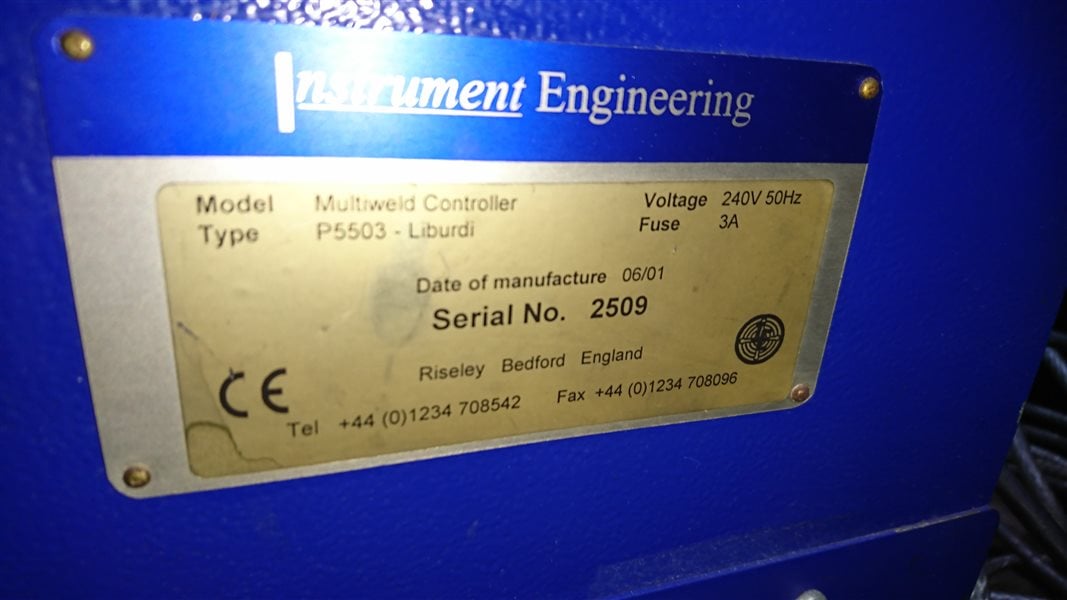 Instrument Engineering
Model Multiweld Controller Voltage 240V 50Hz
Type P5503 - Liburdi Fuse 3A
Date of manufacture 06/01
Serial No. 2509
Riseley Bedford England
CE
Tel +44 (0)1234 708542 Fax +44 (0)1234 708096